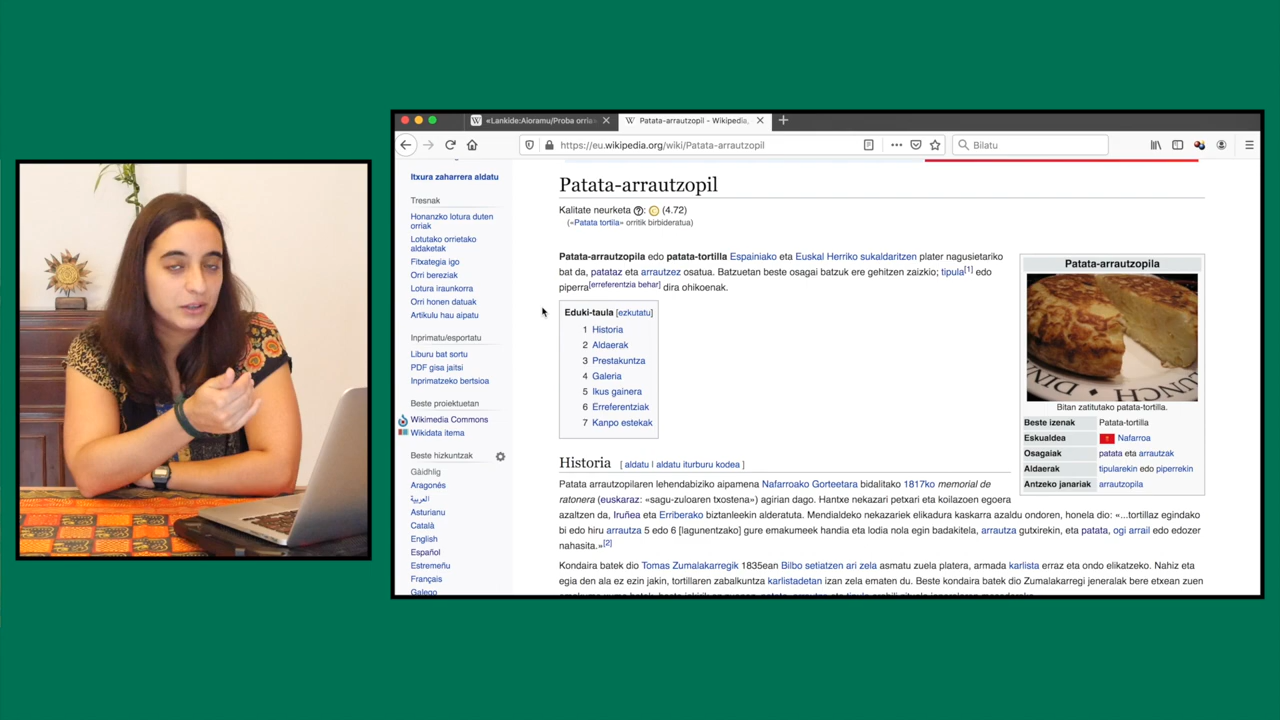 «Lankide:Aioramu/Proba orria
Patata-arrautzopil - Wikipedia,
https://eu.wikipedia.org/wiki/Patata-arrautzopil
Bilatu
Itxura zaharrera aldatu
Tresnak
Honanzko lotura duten
orriak
Lotutako orrietako
aldaketak
Fitxategia igo
Orri bereziak
Lotura iraunkorra
Orri honen datuak
Artikulu hau aipatu
Inprimatu/esportatu
Liburu bat sortu
PDF gisa jaitsi
Inprimatzeko bertsioa
Beste proiektuetan
Wikimedia Commons
Wikidata itema
Beste hizkuntzak
Gàidhlig
Aragonés
العربية
Asturianu
Català
English
Español
Estremeñu
Français
Galego
Patata-arrautzopil
Kalitate neurketa ?: (4.72)
(«Patata tortila» orritik birbideratua)
Patata-arrautzopila edo patata-tortilla Espainiako eta Euskal Herriko sukaldaritzen plater nagusietariko
bat da, patataz eta arrautzez osatua. Batzuetan beste osagai batzuk ere gehitzen zaizkio; tipula[1] edo
piperra[erreferentzia behar] dira ohikoenak.
Eduki-taula [ezkutatu]
1 Historia
2 Aldaerak
3 Prestakuntza
4 Galeria
5 Ikus gainera
6 Erreferentziak
7 Kanpo estekak
Patata-arrautzopila
LUNCH DIN
Bitan zatitutako patata-tortilla.
Beste izenak Patata-tortilla
Eskualdea Nafarroa
Osagaiak patata eta arrautzak
Aldaerak tipularekin edo piperrekin
Antzeko janariak arrautzopila
Historia [ aldatu | aldatu iturburu kodea ]
Patata arrautzopilaren lehendabiziko aipamena Nafarroako Gorteetara bidalitako 1817ko memorial de
ratonera (euskaraz: «sagu-zuloaren txostena») agirian dago. Hantxe nekazari petxari eta koilazoen egoera
azaltzen da, Iruñea eta Erriberako biztanleekin alderatuta. Mendialdeko nekazariek elikadura kaskarra azaldu ondoren, honela dio: «...tortillaz egindako
bi edo hiru arrautza 5 edo 6 [lagunentzako] gure emakumeek handia eta lodia nola egin badakitela, arrautza gutxirekin, eta patata, ogi arrail edo edozer
nahasita.»[2]
Kondaira batek dio Tomas Zumalakarregik 1835ean Bilbo setiatzen ari zela asmatu zuela platera, armada karlista erraz eta ondo elikatzeko. Nahiz eta
egia den ala ez ezin jakin, tortillaren zabalkuntza karlistadetan izan zela ematen du. Beste kondaira batek dio Zumalakarregi jeneralak bere etxean zuen